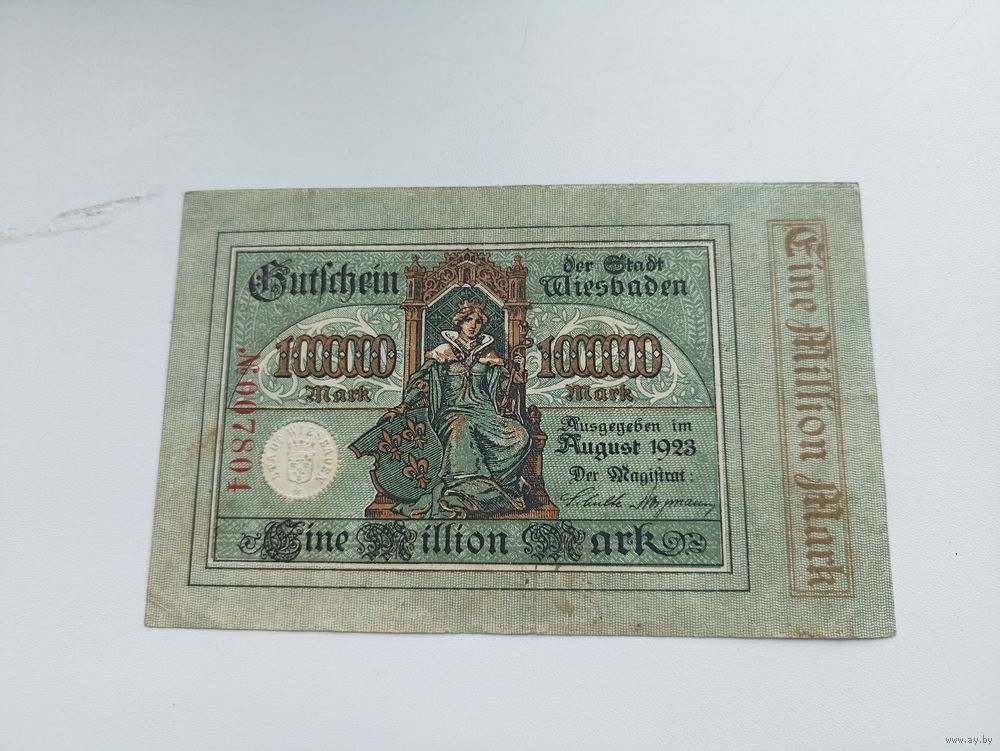 Gutschein
der Stadt
Wiesbaden
1000000
Mark
1000000
Mark
Ausgegeben im
August 1923
Der Magistrat:
Eine Million Mark
№ 007804
Eine Million Mark
www.ay.by